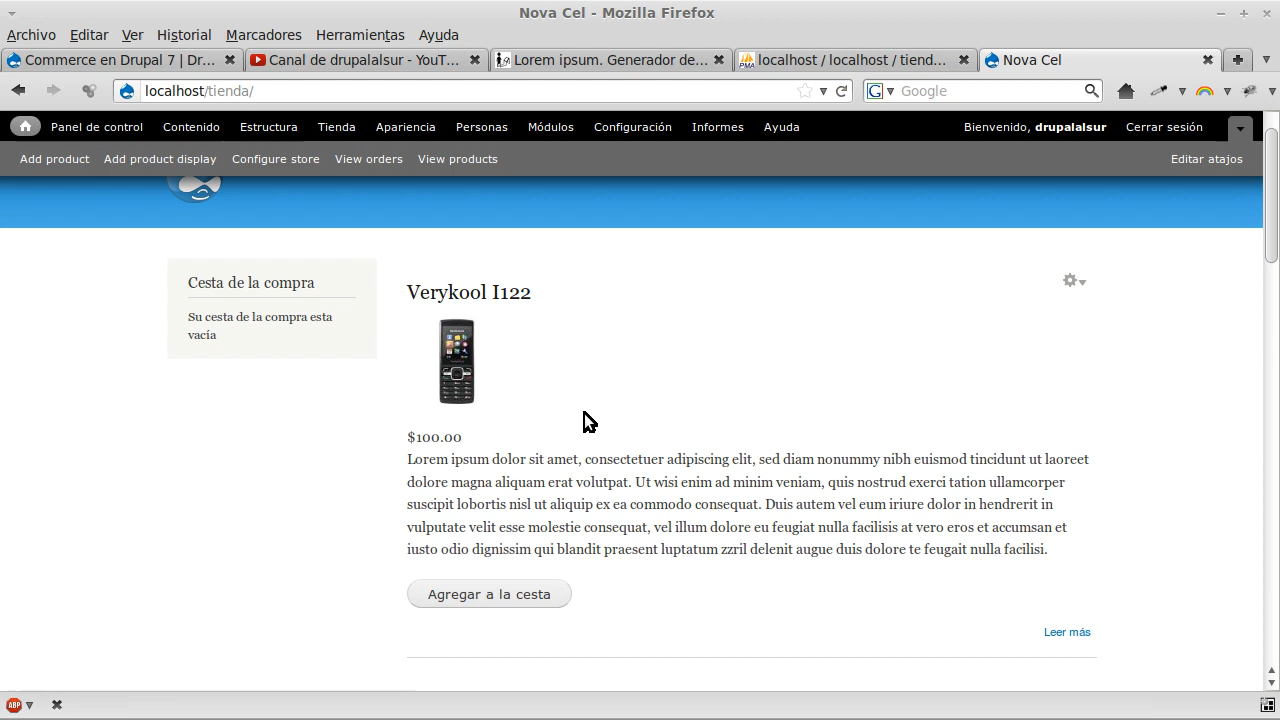 Nova Cel - Mozilla Firefox
Archivo Editar Ver Historial Marcadores Herramientas Ayuda
Commerce en Drupal 7 | Dr... Canal de drupalalsur - YouT... Lorem ipsum. Generador de... localhost / localhost / tiend... Nova Cel
localhost/tienda/ Google
Panel de control Contenido Estructura Tienda Apariencia Personas Módulos Configuración Informes Ayuda Bienvenido, drupalalsur Cerrar sesión
Add product Add product display Configure store View orders View products Editar atajos
Cesta de la compra
Su cesta de la compra esta
vacía
Verykool I122
$100.00
Lorem ipsum dolor sit amet, consectetuer adipiscing elit, sed diam nonummy nibh euismod tincidunt ut laoreet
dolore magna aliquam erat volutpat. Ut wisi enim ad minim veniam, quis nostrud exerci tation ullamcorper
suscipit lobortis nisl ut aliquip ex ea commodo consequat. Duis autem vel eum iriure dolor in hendrerit in
vulputate velit esse molestie consequat, vel illum dolore eu feugiat nulla facilisis at vero eros et accumsan et
iusto odio dignissim qui blandit praesent luptatum zzril delenit augue duis dolore te feugait nulla facilisi.
Agregar a la cesta
Leer más
ABP